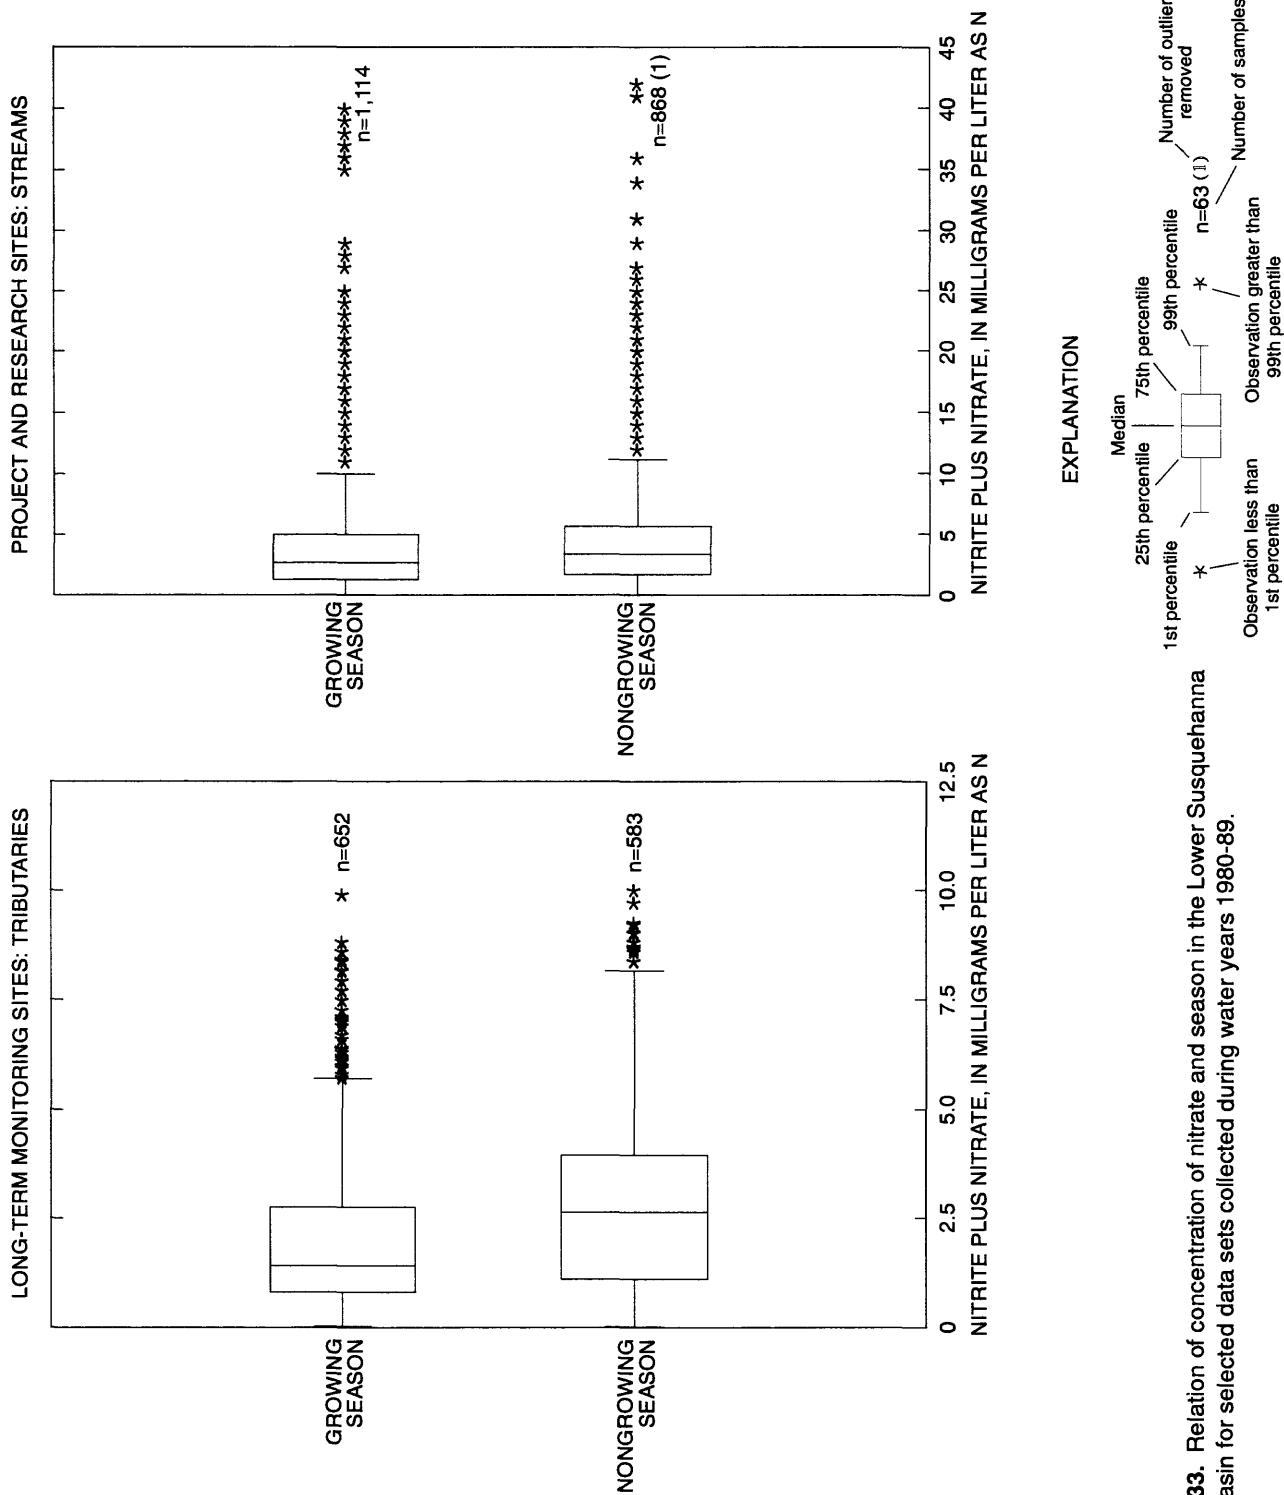 LONG-TERM MONITORING SITES: TRIBUTARIES
GROWING
SEASON
n=652
NONGROWING
SEASON
n=583
0 2.5 5.0 7.5 10.0 12.5
NITRITE PLUS NITRATE, IN MILLIGRAMS PER LITER AS N
PROJECT AND RESEARCH SITES: STREAMS
GROWING
SEASON
n=1,114
NONGROWING
SEASON
n=868 (1)
0 5 10 15 20 25 30 35 40 45
NITRITE PLUS NITRATE, IN MILLIGRAMS PER LITER AS N
EXPLANATION
Median
25th percentile
75th percentile
1st percentile
99th percentile
n=63 (1)
Number of outlier
removed
Number of samples
Observation less than
1st percentile
Observation greater than
99th percentile
33. Relation of concentration of nitrate and season in the Lower Susquehanna
asin for selected data sets collected during water years 1980-89.